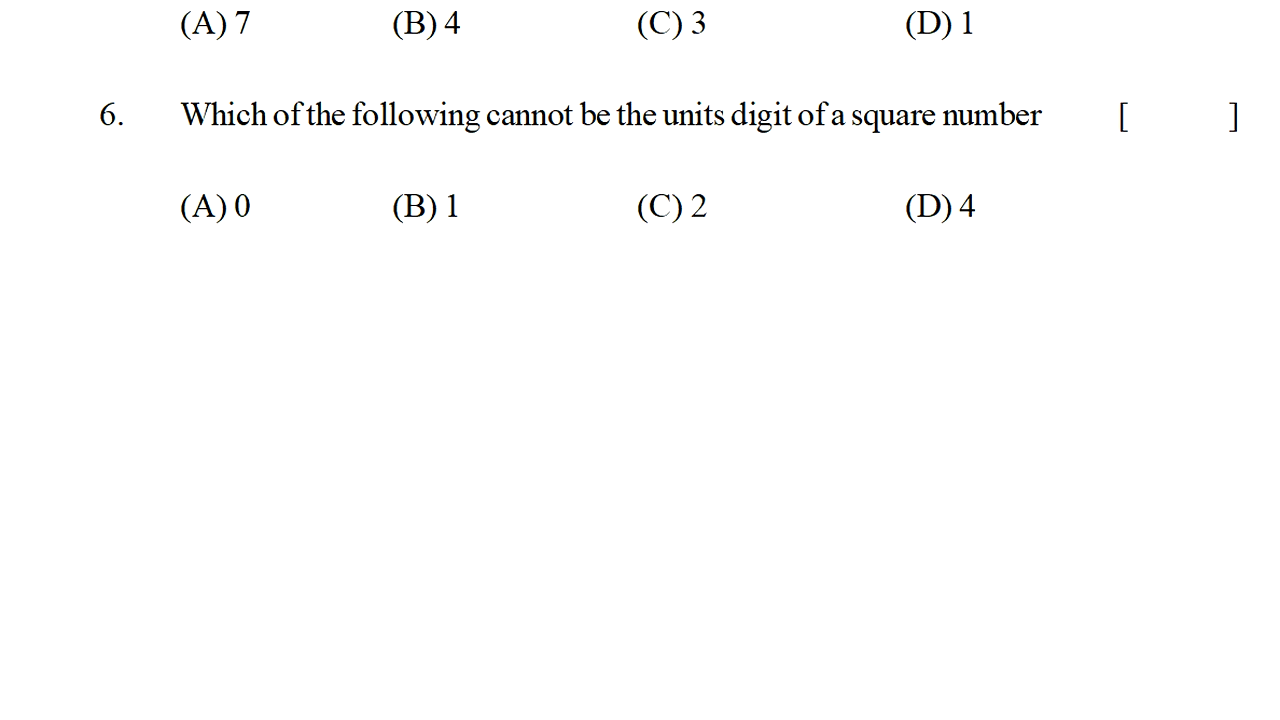 (A) 7 (B) 4 (C) 3 (D) 1
6. Which of the following cannot be the units digit of a square number [ ]
(A) 0 (B) 1 (C) 2 (D) 4